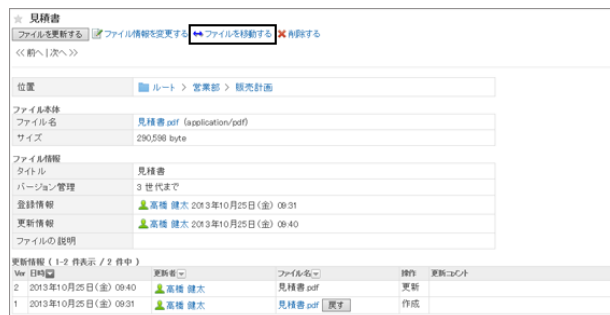 見積書
ファイルを更新する ファイル情報を変更する ファイルを移動する 削除する
<< 前へ | 次へ >>
位置 ルート > 営業部 > 販売計画
ファイル本体
ファイル名 見積書.pdf (application/pdf)
サイズ 290,598 byte
ファイル情報
タイトル 見積書
バージョン管理 3 世代まで
登録情報 高橋 健太 2013年10月25日(金) 09:31
更新情報 高橋 健太 2013年10月25日(金) 09:40
ファイルの説明
更新情報 ( 1-2 件表示 / 2 件中 )
Ver 日時 更新者 ファイル名 操作 更新コメント
2 2013年10月25日(金) 09:40 高橋 健太 見積書.pdf 更新
1 2013年10月25日(金) 09:31 高橋 健太 見積書.pdf 戻す 作成